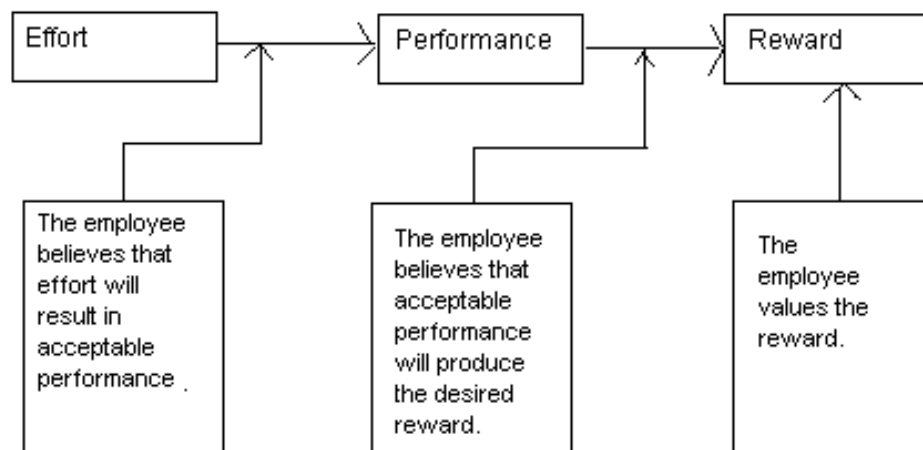 Effort
Performance
Reward
The employee
believes that
effort will
result in
acceptable
performance .
The employee
believes that
acceptable
performance
will produce
the desired
reward.
The
employee
values the
reward.